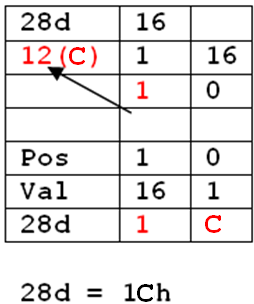 28d 16
12(C) 1 16
1 0
Pos 1 0
Val 16 1
28d 1 C
28d = 1Ch